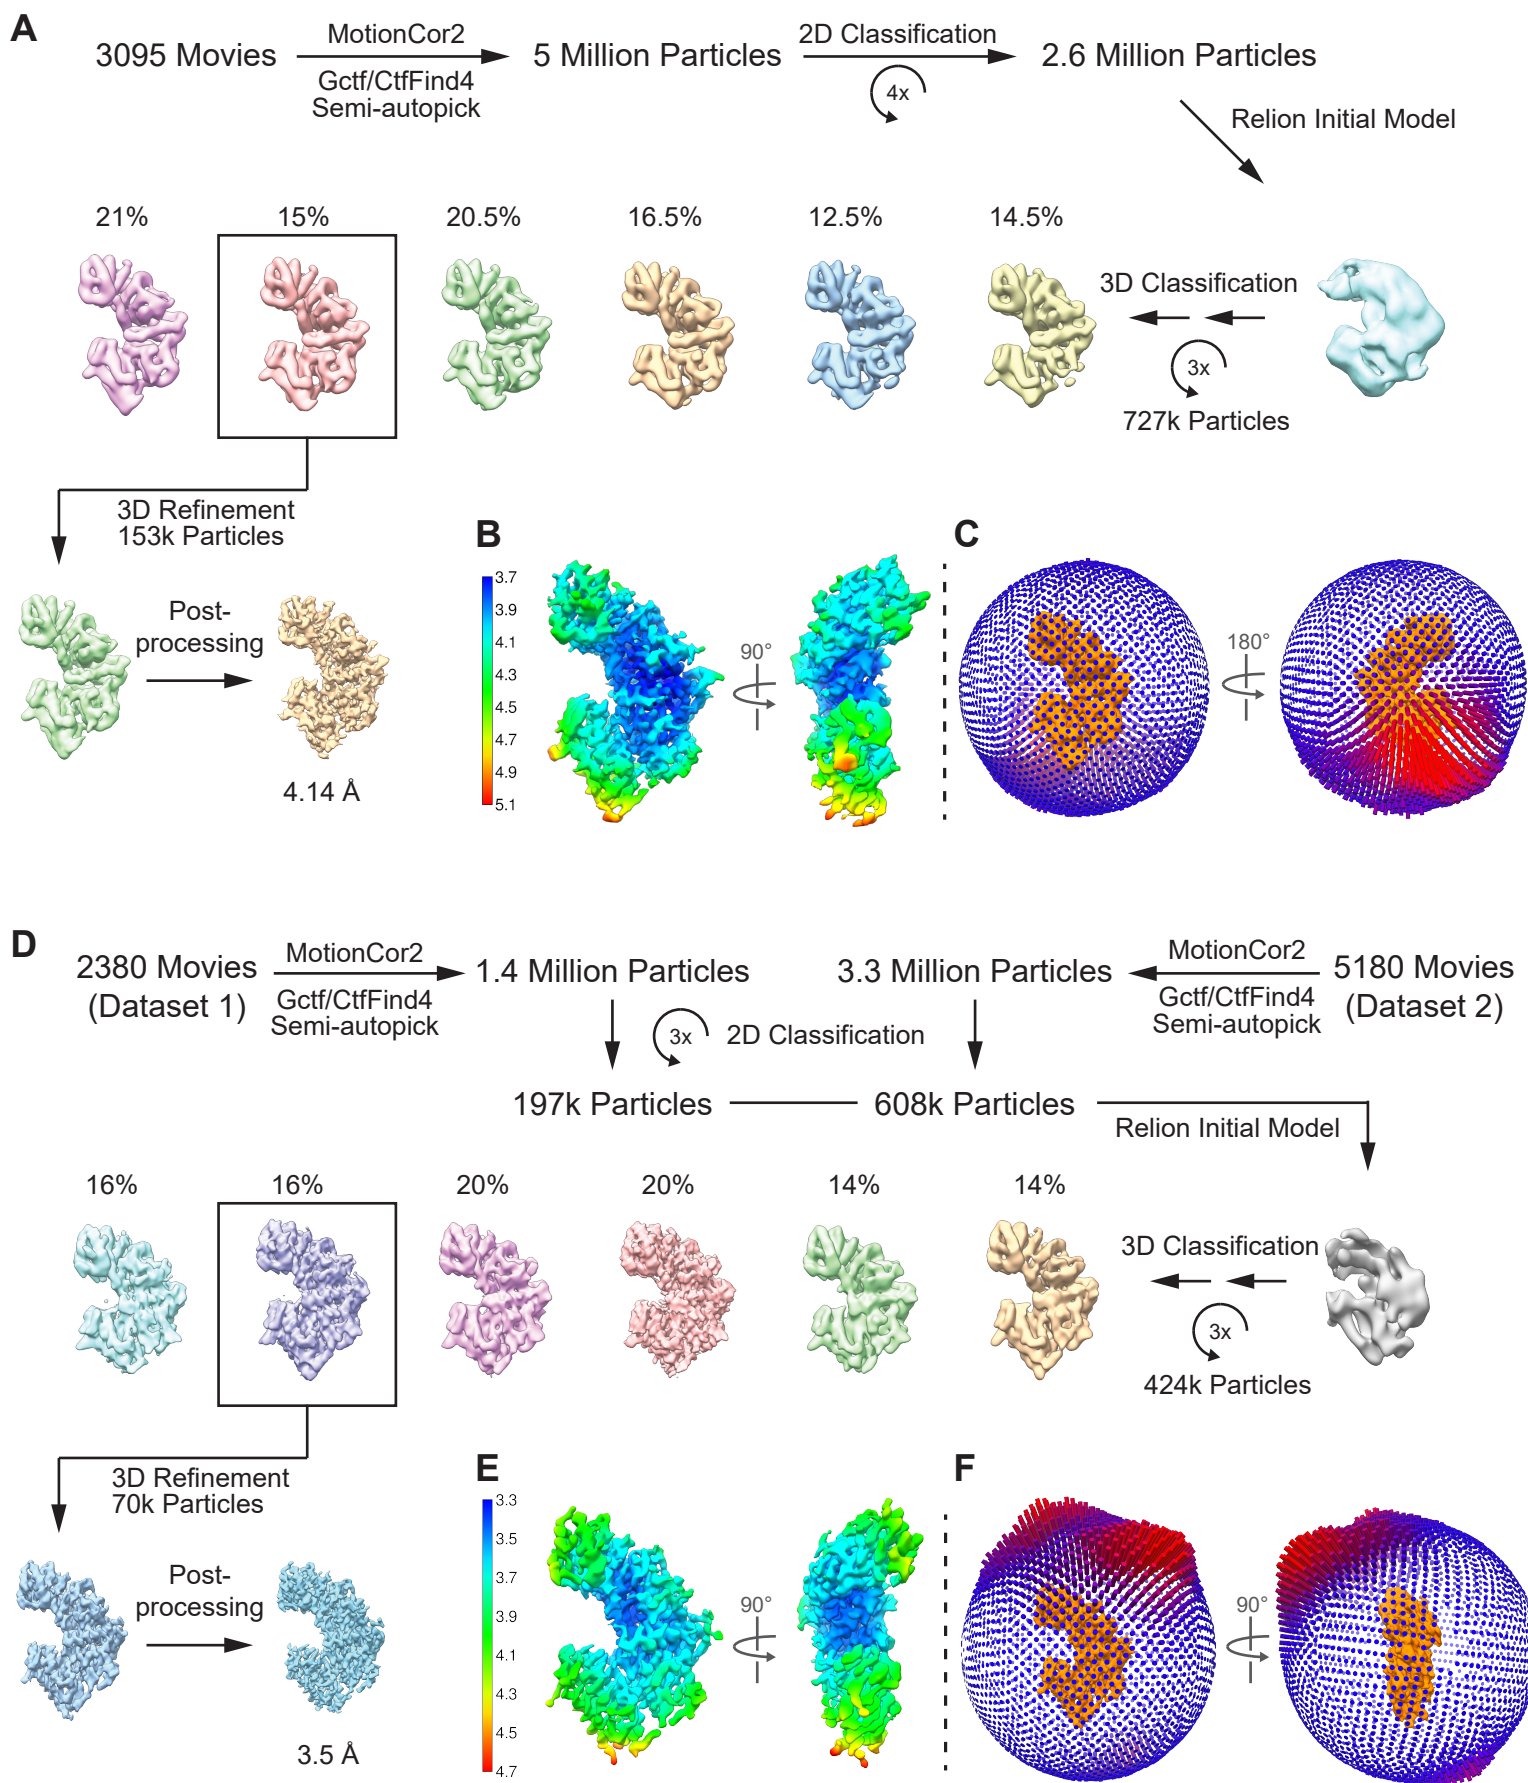 A
3095 Movies
MotionCor2
Gctf/CtfFind4
Semi-autopick
5 Million Particles
2D Classification
4x
2.6 Million Particles
Relion Initial Model
21%
15%
20.5%
16.5%
12.5%
14.5%
3D Classification
3x
727k Particles
3D Refinement
153k Particles
Post-
processing
4.14 Å
B
3.7
3.9
4.1
4.3
4.5
4.7
4.9
5.1
90°
C
180°
D
2380 Movies
(Dataset 1)
MotionCor2
Gctf/CtfFind4
Semi-autopick
1.4 Million Particles
3.3 Million Particles
MotionCor2
Gctf/CtfFind4
Semi-autopick
5180 Movies
(Dataset 2)
3x
2D Classification
197k Particles
608k Particles
Relion Initial Model
16%
16%
20%
20%
14%
14%
3D Classification
3x
424k Particles
3D Refinement
70k Particles
Post-
processing
3.5 Å
E
3.3
3.5
3.7
3.9
4.1
4.3
4.5
4.7
90°
F
90°